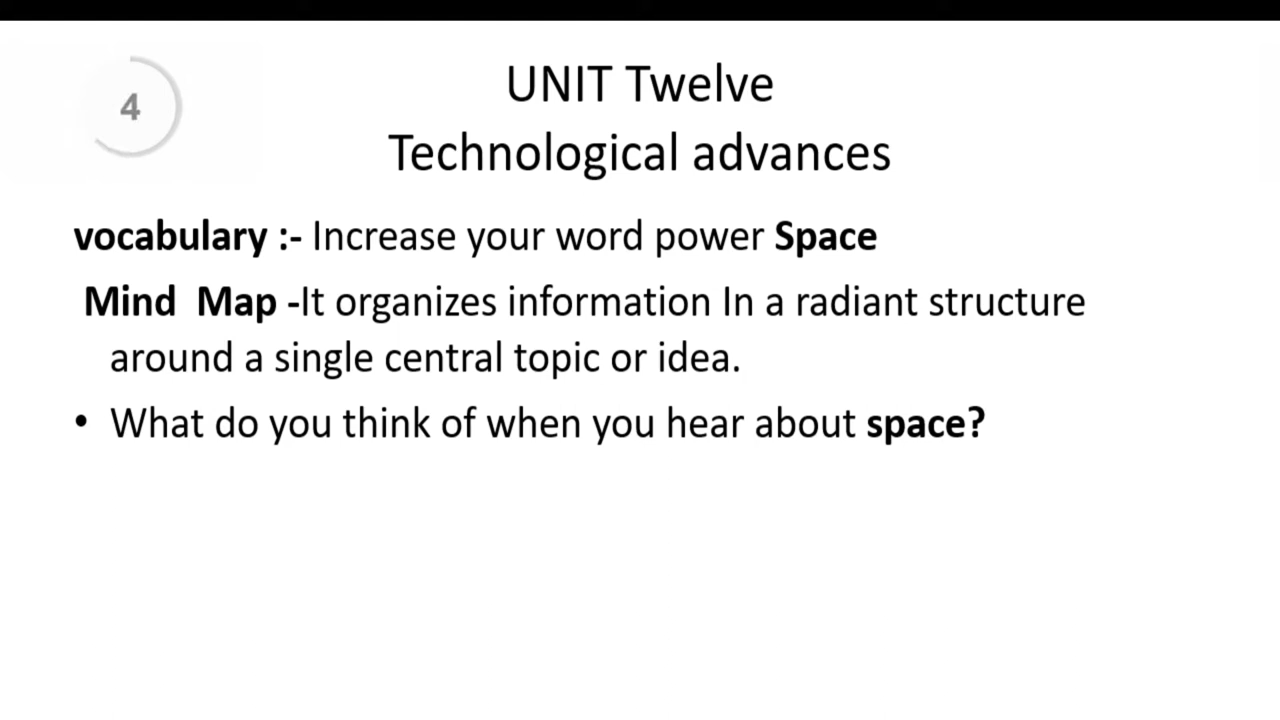 4
UNIT Twelve
Technological advances
vocabulary :- Increase your word power Space
Mind Map -It organizes information In a radiant structure
around a single central topic or idea.
• What do you think of when you hear about space?